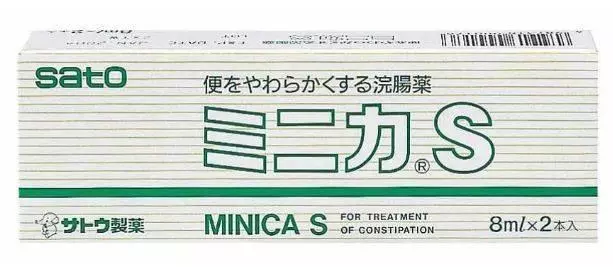 sato
便をやわらかくする浣腸薬
ミニカ® S
サトウ製薬
MINICA S
FOR TREATMENT
OF CONSTIPATION
8ml×2本入